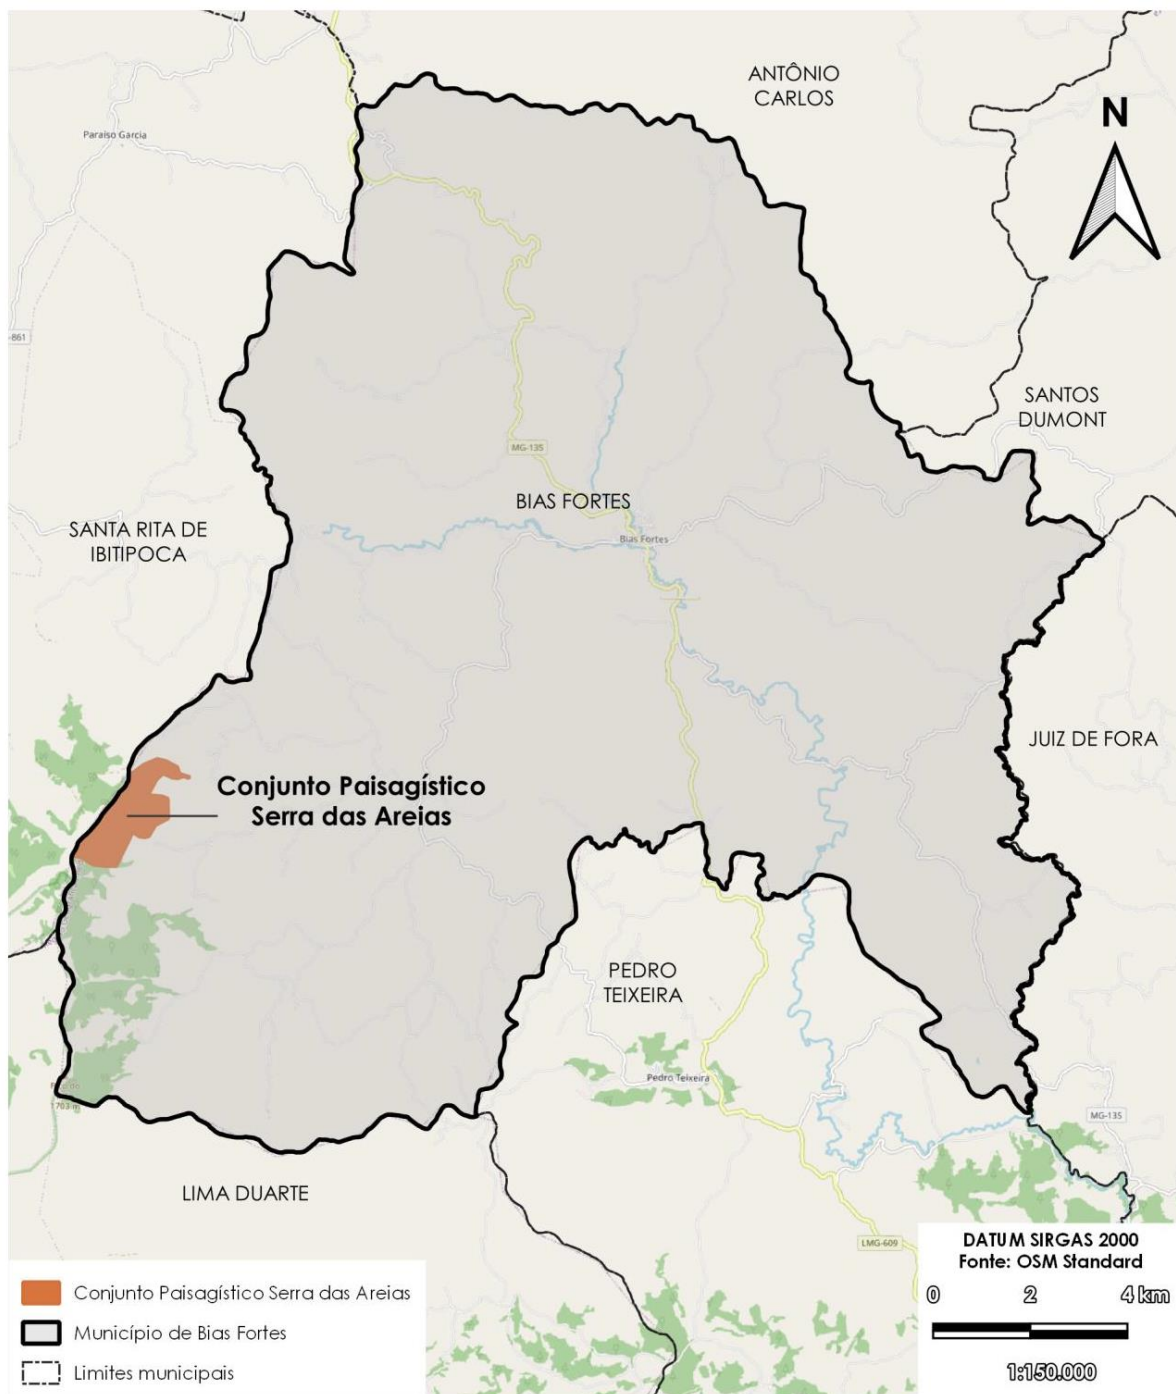 ANTÔNIO
CARLOS
N
Paraiso Garcia
-861
SANTOS
DUMONT
MG-135
BIAS FORTES
SANTA RITA DE
IBITIPOCA
Bias Fortes
JUIZ DE FORA
Conjunto Paisagístico
Serra das Areias
PEDRO
TEIXEIRA
Pedro Teixeira
1703 m
MG-135
LIMA DUARTE
LMG-609
DATUM SIRGAS 2000
Fonte: OSM Standard
0 2 4 km
1:150.000
Conjunto Paisagístico Serra das Areias
Município de Bias Fortes
Limites municipais